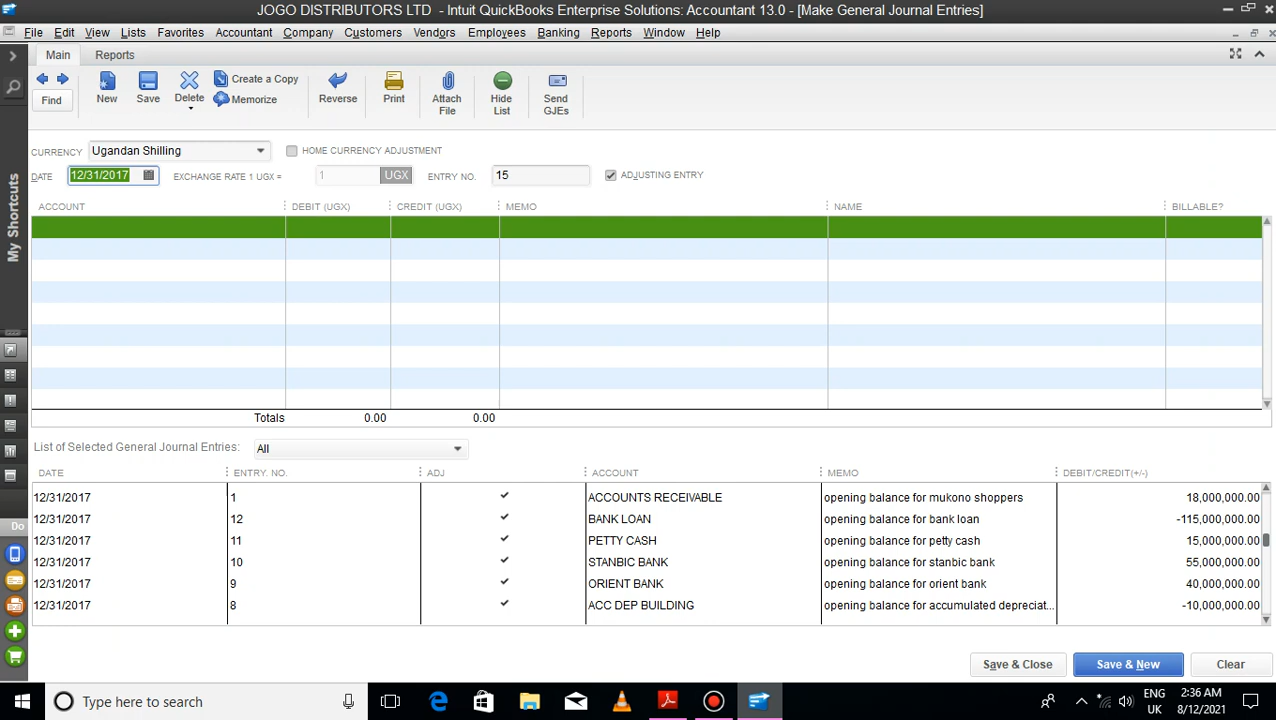 JOGO DISTRIBUTORS LTD - Intuit QuickBooks Enterprise Solutions: Accountant 13.0 - [Make General Journal Entries]
File Edit View Lists Favorites Accountant Company Customers Vendors Employees Banking Reports Window Help
Main Reports
Find New Save Delete Create a Copy Memorize Reverse Print Attach File Hide List Send GJEs
CURRENCY Ugandan Shilling HOME CURRENCY ADJUSTMENT
DATE 12/31/2017 EXCHANGE RATE 1 UGX = 1 UGX ENTRY NO. 15 ADJUSTING ENTRY
My Shortcuts
ACCOUNT DEBIT (UGX) CREDIT (UGX) MEMO NAME BILLABLE?
Totals 0.00 0.00
List of Selected General Journal Entries: All
DATE ENTRY. NO. ADJ ACCOUNT MEMO DEBIT/CREDIT(+/-)
12/31/2017 1 ACCOUNTS RECEIVABLE opening balance for mukono shoppers 18,000,000.00
12/31/2017 12 BANK LOAN opening balance for bank loan -115,000,000.00
Do
12/31/2017 11 PETTY CASH opening balance for petty cash 15,000,000.00
12/31/2017 10 STANBIC BANK opening balance for stanbic bank 55,000,000.00
12/31/2017 9 ORIENT BANK opening balance for orient bank 40,000,000.00
12/31/2017 8 ACC DEP BUILDING opening balance for accumulated depreciat... -10,000,000.00
Save & Close Save & New Clear
Type here to search
ENG 2:36 AM
UK 8/12/2021